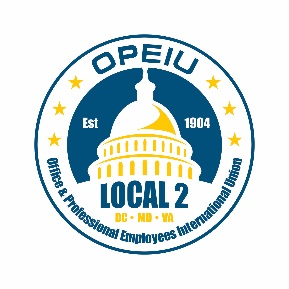 OPEIU
Est 1904
LOCAL 2
DC • MD • VA
Office & Professional Employees International Union